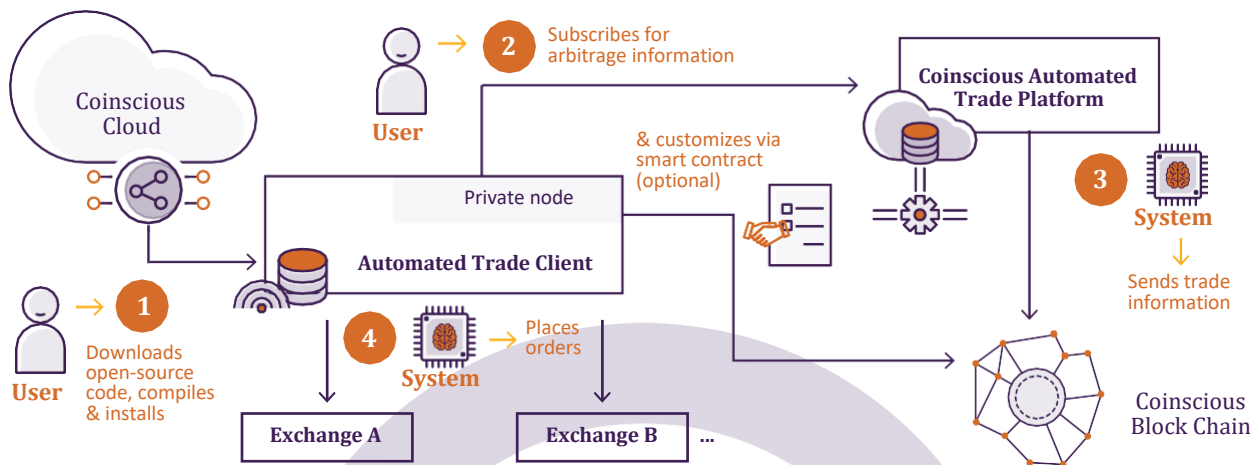 Coinscious
Cloud
User
2
Subscribes for
arbitrage information
Coinscious Automated
Trade Platform
& customizes via
smart contract
(optional)
Private node
Automated Trade Client
3
System
Sends trade
information
User
1
Downloads
open-source
code, compiles
& installs
4
System
Places
orders
Exchange A
Exchange B
...
Coinscious
Block Chain